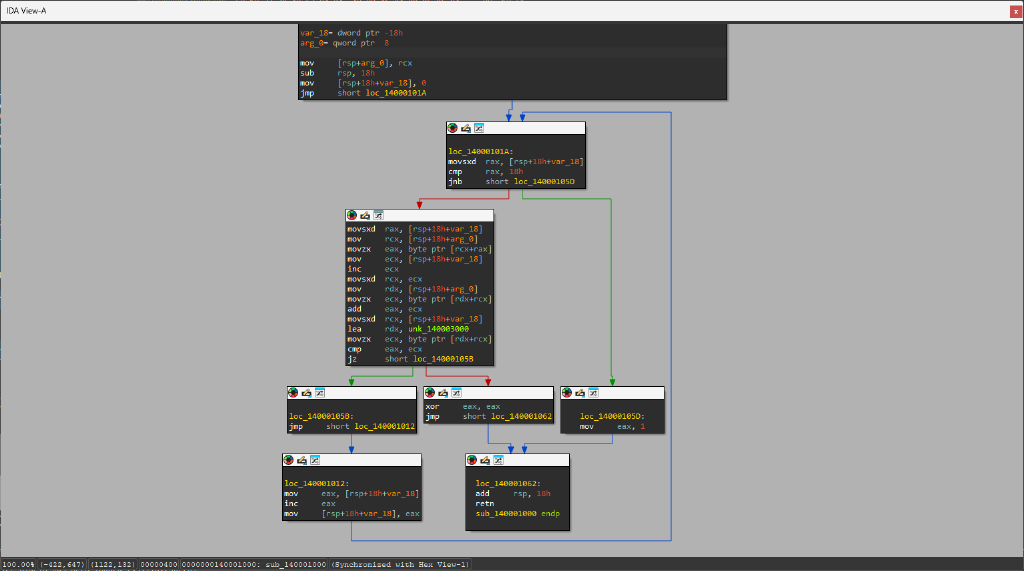 IDA View-A
x
var_18= dword ptr -18h
arg_0= qword ptr 8
mov [rsp+arg_0], rcx
sub rsp, 18h
mov [rsp+18h+var_18], 0
jmp short loc_14000101A
loc_14000101A:
movsxd rax, [rsp+18h+var_18]
cmp rax, 18h
jnb short loc_14000105D
movsxd rax, [rsp+18h+var_18]
mov rcx, [rsp+18h+arg_0]
movzx eax, byte ptr [rcx+rax]
mov ecx, [rsp+18h+var_18]
inc ecx
movsxd rcx, ecx
mov rdx, [rsp+18h+arg_0]
movzx ecx, byte ptr [rdx+rcx]
add eax, ecx
movsxd rcx, [rsp+18h+var_18]
lea rdx, unk_140003000
movzx ecx, byte ptr [rdx+rcx]
cmp eax, ecx
jz short loc_14000105B
loc_14000105B:
jmp short loc_140001012
xor eax, eax
jmp short loc_140001062
loc_14000105D:
mov eax, 1
loc_140001012:
mov eax, [rsp+18h+var_18]
inc eax
mov [rsp+18h+var_18], eax
loc_140001062:
add rsp, 18h
retn
sub_140001000 endp
100.00% (-422,647) (1122,132) 00000400 0000000140001000: sub_140001000 (Synchronized with Hex View-1)